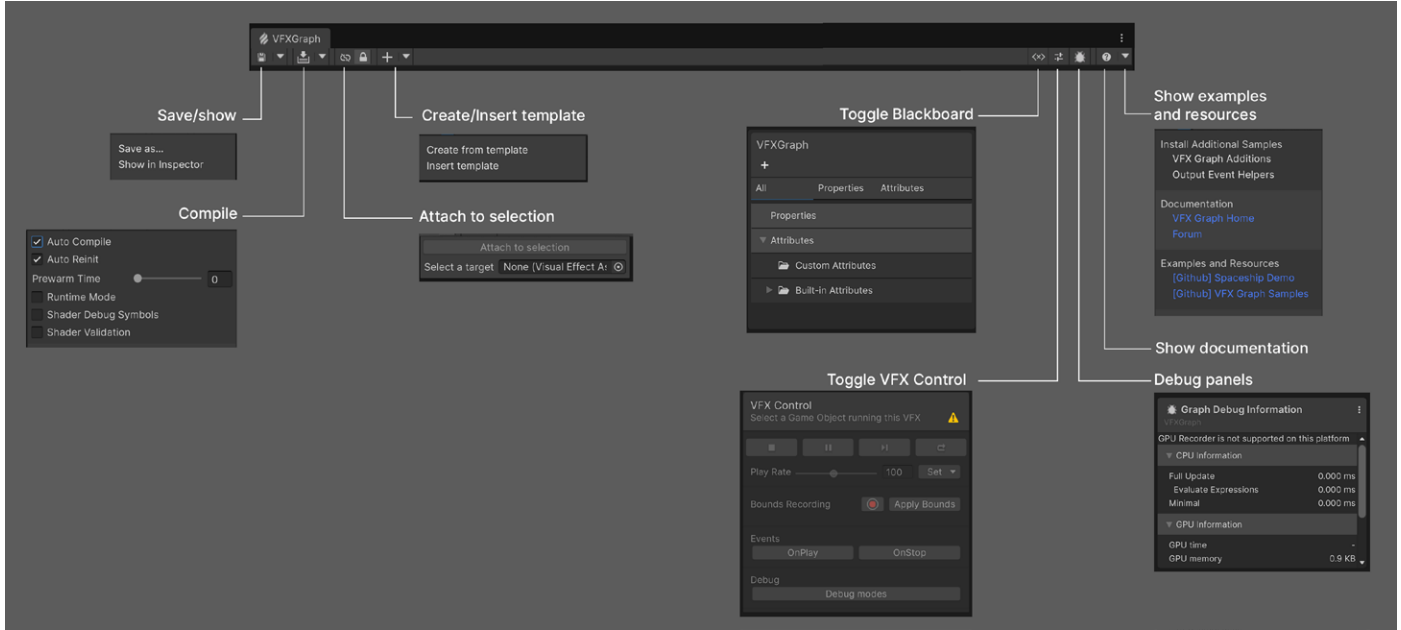 VFXGraph
Save/show
Save as...
Show in Inspector
Compile
Auto Compile
Auto Reinit
Prewarm Time 0
Runtime Mode
Shader Debug Symbols
Shader Validation
Create/Insert template
Create from template
Insert template
Attach to selection
Attach to selection
Select a target None (Visual Effect As
Toggle Blackboard
VFXGraph
+
All Properties Attributes
Properties
Attributes
Custom Attributes
Built-in Attributes
Toggle VFX Control
VFX Control
Select a Game Object running this VFX
Play Rate 100 Set
Bounds Recording Apply Bounds
Events
OnPlay OnStop
Debug
Debug modes
Show examples
and resources
Install Additional Samples
VFX Graph Additions
Output Event Helpers
Documentation
VFX Graph Home
Forum
Examples and Resources
[Github] Spaceship Demo
[Github] VFX Graph Samples
Show documentation
Debug panels
Graph Debug Information
VFXGraph
GPU Recorder is not supported on this platform
CPU Information
Full Update 0.000 ms
Evaluate Expressions 0.000 ms
Minimal 0.000 ms
GPU Information
GPU time -
GPU memory 0.9 KB